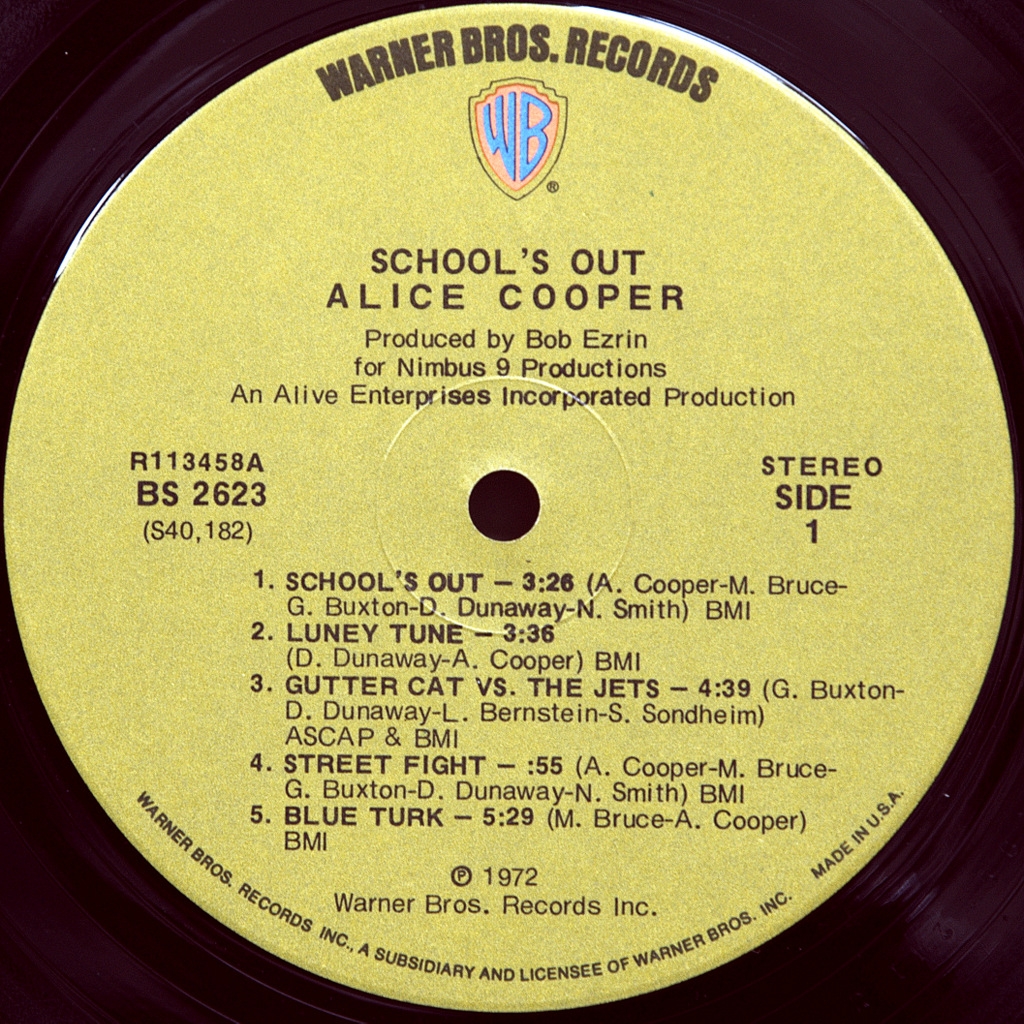 WARNER BROS. RECORDS
WB
®
SCHOOL'S OUT
ALICE COOPER
Produced by Bob Ezrin
for Nimbus 9 Productions
An Alive Enterprises Incorporated Production
R113458A
BS 2623
(S40,182)
STEREO
SIDE
1
1. SCHOOL'S OUT – 3:26 (A. Cooper-M. Bruce-
G. Buxton-D. Dunaway-N. Smith) BMI
2. LUNEY TUNE – 3:36
(D. Dunaway-A. Cooper) BMI
3. GUTTER CAT VS. THE JETS – 4:39 (G. Buxton-
D. Dunaway-L. Bernstein-S. Sondheim)
ASCAP & BMI
4. STREET FIGHT – :55 (A. Cooper-M. Bruce-
G. Buxton-D. Dunaway-N. Smith) BMI
5. BLUE TURK – 5:29 (M. Bruce-A. Cooper)
BMI
℗ 1972
Warner Bros. Records Inc.
WARNER BROS. RECORDS INC., A SUBSIDIARY AND LICENSEE OF WARNER BROS. INC. MADE IN U.S.A.